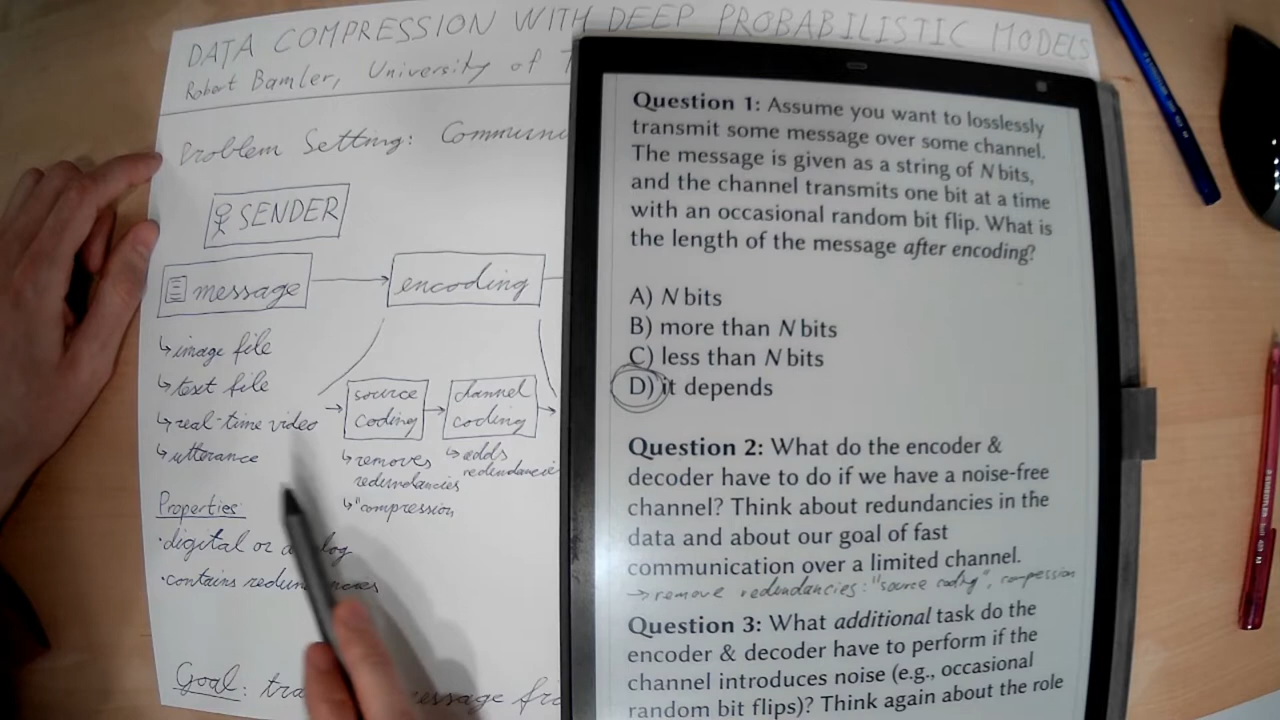 DATA COMPRESSION WITH DEEP PROBABILISTIC MODELS
Robert Bamler, University of
Problem Setting:
SENDER
message
encoding
↳image file
↳text file
↳real-time video
↳utterance
source
coding
channel
coding
↳removes
redundancies
↳"compression
↳adds
Properties:
·digital or
·contains
Goal:
Question 1: Assume you want to losslessly
transmit some message over some channel.
The message is given as a string of N bits,
and the channel transmits one bit at a time
with an occasional random bit flip. What is
the length of the message after encoding?
A) N bits
B) more than N bits
C) less than N bits
D) it depends
Question 2: What do the encoder &
decoder have to do if we have a noise-free
channel? Think about redundancies in the
data and about our goal of fast
communication over a limited channel.
→remove redundancies: "source coding", compression
Question 3: What additional task do the
encoder & decoder have to perform if the
channel introduces noise (e.g., occasional
random bit flips)? Think again about the role